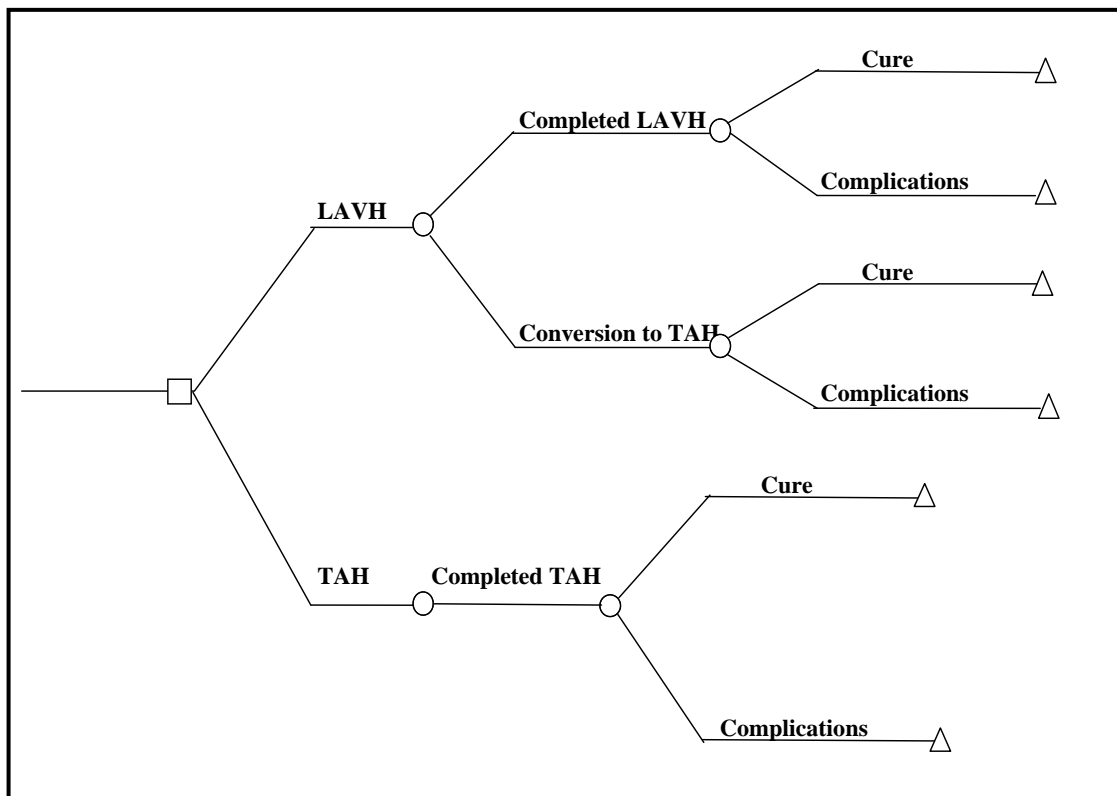 Cure
Completed LAVH
Complications
LAVH
Cure
Conversion to TAH
Complications
Cure
TAH
Completed TAH
Complications